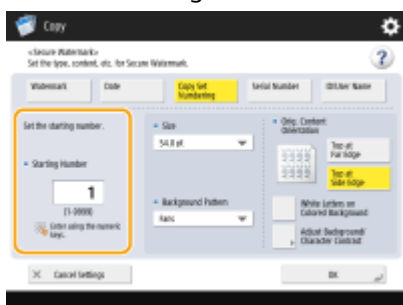 Copy
<Secure Watermark>
Set the type, content, etc. for Secure Watermark.
Watermark
Date
Copy Set
Numbering
Serial Number
ID/User Name
Set the starting number.
Starting Number
1
(1-9999)
Enter using the numeric
keys.
Size
54.0 pt
Background Pattern
Fans
Orig. Content
Orientation
Top at
Far Edge
Top at
Side Edge
White Letters on
Colored Background
Adjust Background/
Character Contrast
Cancel Settings
OK